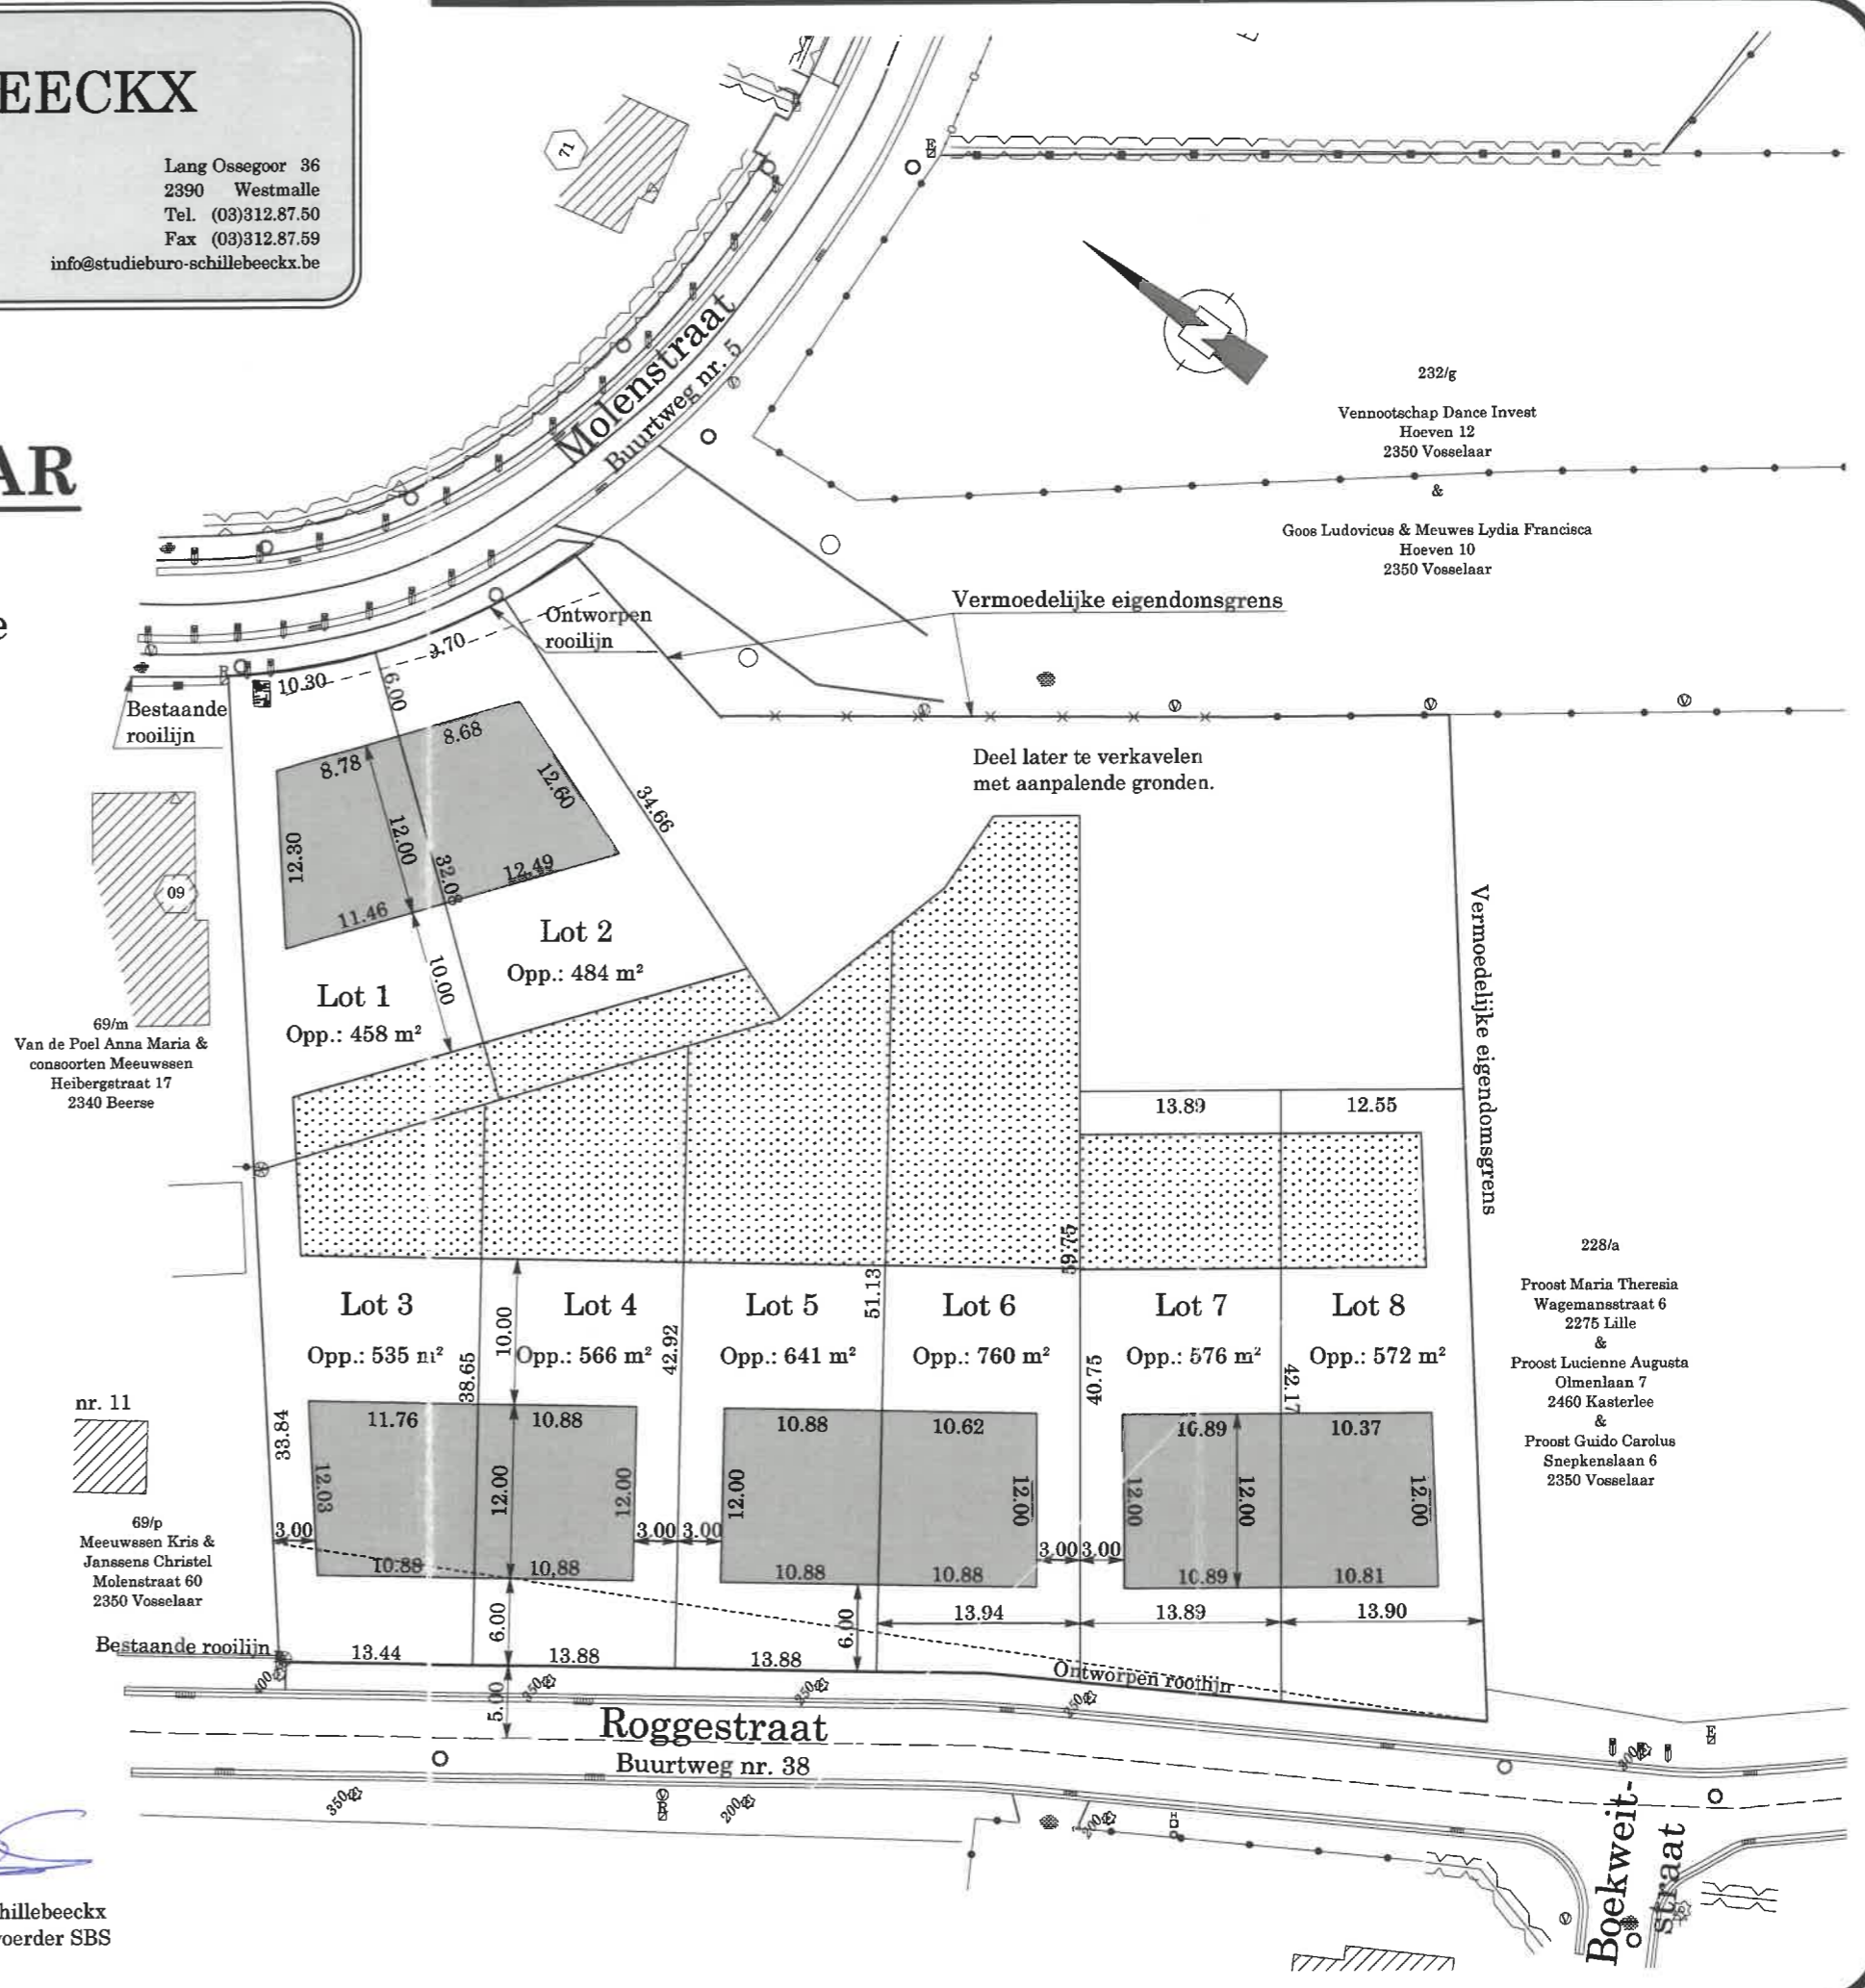 EECKX
Lang Ossegoor 36
2390 Westmalle
Tel. (03)312.87.50
Fax (03)312.87.59
info@studieburo-schillebeeckx.be
AR
e
71
Molenstraat
Buurtweg nr. 5
232/g
Vennootschap Dance Invest
Hoeven 12
2350 Vosselaar
&
Goos Ludovicus & Meuwes Lydia Francisca
Hoeven 10
2350 Vosselaar
Vermoedelijke eigendomsgrens
Ontworpen
rooilijn
Bestaande
rooilijn
10.30
9.70
6.00
8.78
8.68
12.60
12.30
12.00
32.08
12.49
11.46
10.00
34.66
Deel later te verkavelen
met aanpalende gronden.
09
Lot 2
Opp.: 484 m²
Lot 1
Opp.: 458 m²
69/m
Van de Poel Anna Maria &
consoorten Meeuwssen
Heibergstraat 17
2340 Beerse
Vermoedelijke eigendomsgrens
13.89
12.55
59.75
51.13
Lot 3
Opp.: 535 m²
Lot 4
Opp.: 566 m²
Lot 5
Opp.: 641 m²
Lot 6
Opp.: 760 m²
Lot 7
Opp.: 576 m²
Lot 8
Opp.: 572 m²
10.00
33.84
38.65
42.92
40.75
42.17
228/a
Proost Maria Theresia
Wagemansstraat 6
2275 Lille
&
Proost Lucienne Augusta
Olmenlaan 7
2460 Kasterlee
&
Proost Guido Carolus
Snepkenslaan 6
2350 Vosselaar
nr. 11
69/p
Meeuwssen Kris &
Janssens Christel
Molenstraat 60
2350 Vosselaar
11.76
10.88
10.88
10.62
10.89
10.37
12.03
12.00
12.00
12.00
12.00
12.00
12.00
12.00
3.00
3.00
3.00
3.00
3.00
10.88
10,88
10.88
10.88
10.89
10.81
6.00
6.00
13.94
13.89
13.90
Bestaande rooilijn
13.44
13.88
13.88
Ontworpen rooilijn
400
350
250
250
5.00
Roggestraat
Buurtweg nr. 38
350
200
200
300
E
E
R
V
Boekweit-
straat
hillebeeckx
oerder SBS